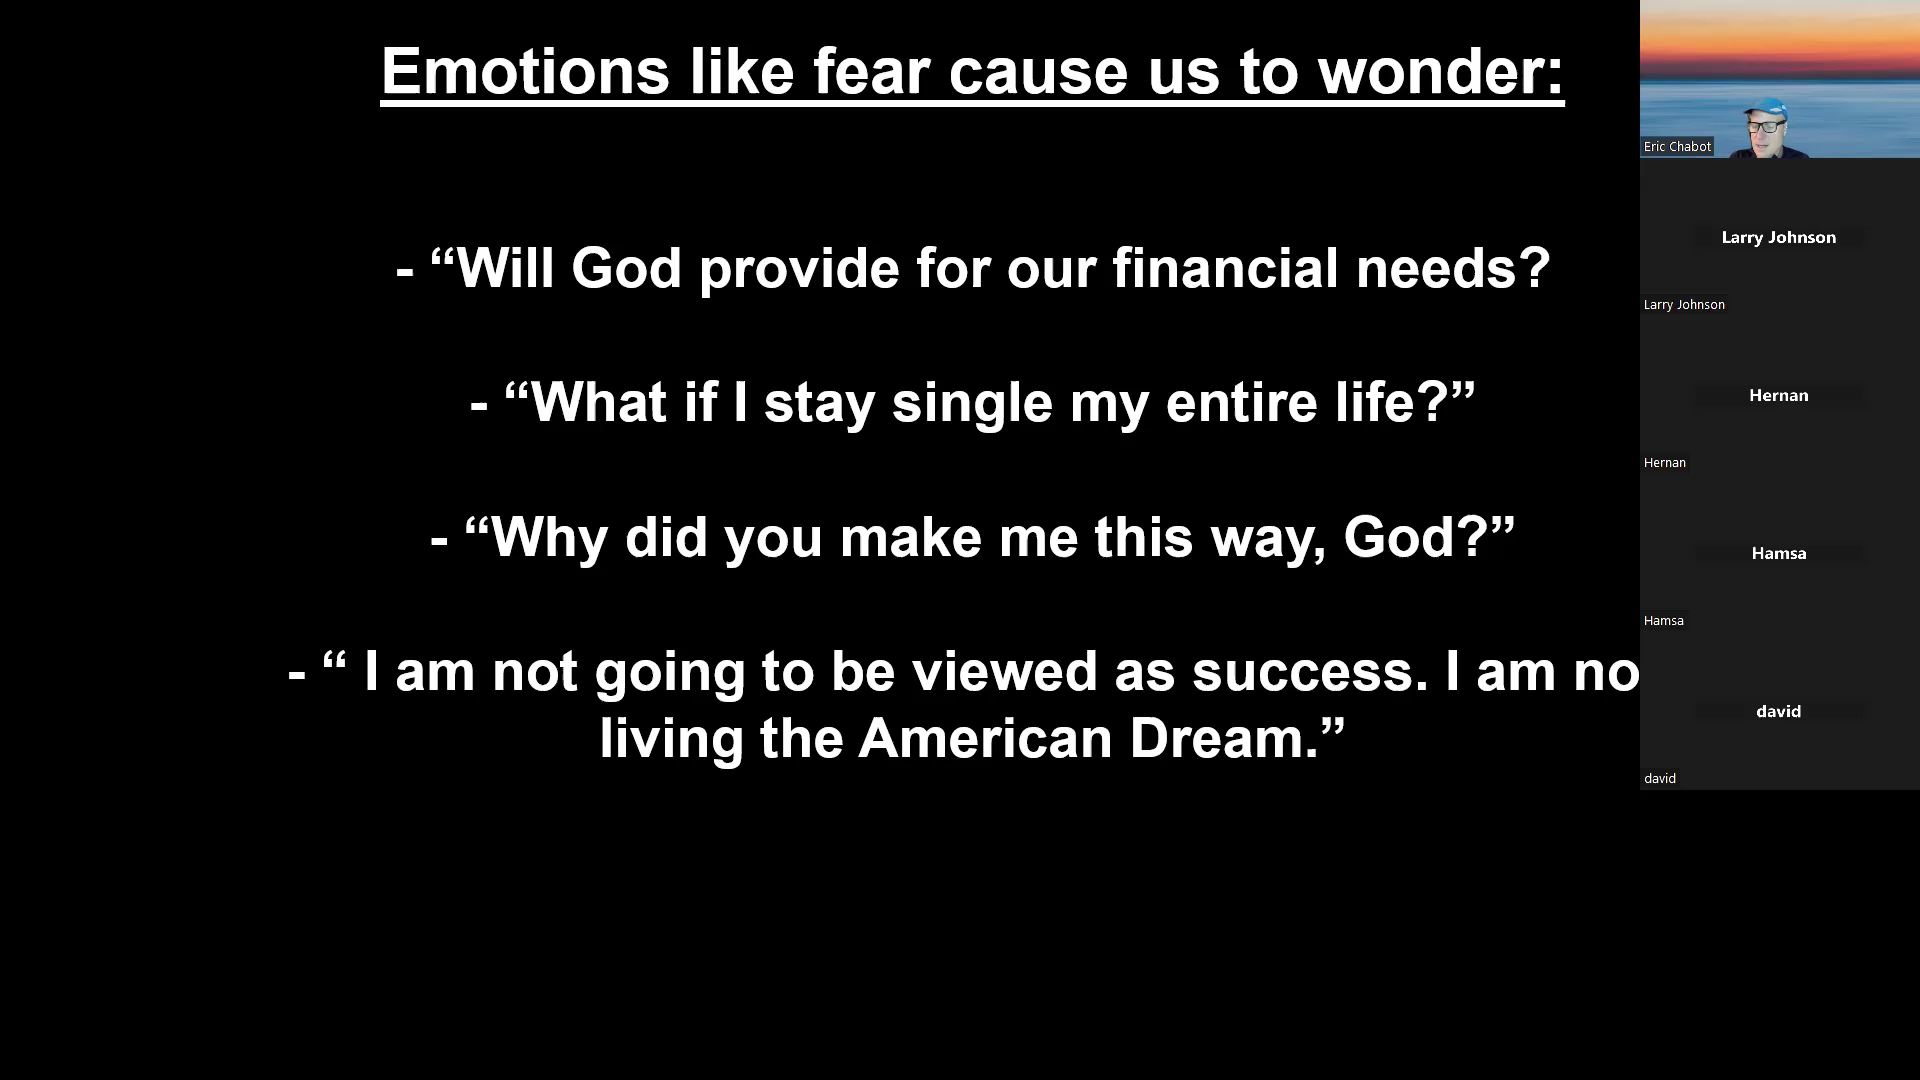 Emotions like fear cause us to wonder:
- “Will God provide for our financial needs?
- “What if I stay single my entire life?”
- “Why did you make me this way, God?”
- “ I am not going to be viewed as success. I am no
living the American Dream.”
Eric Chabot
Larry Johnson
Larry Johnson
Hernan
Hernan
Hamsa
Hamsa
david
david